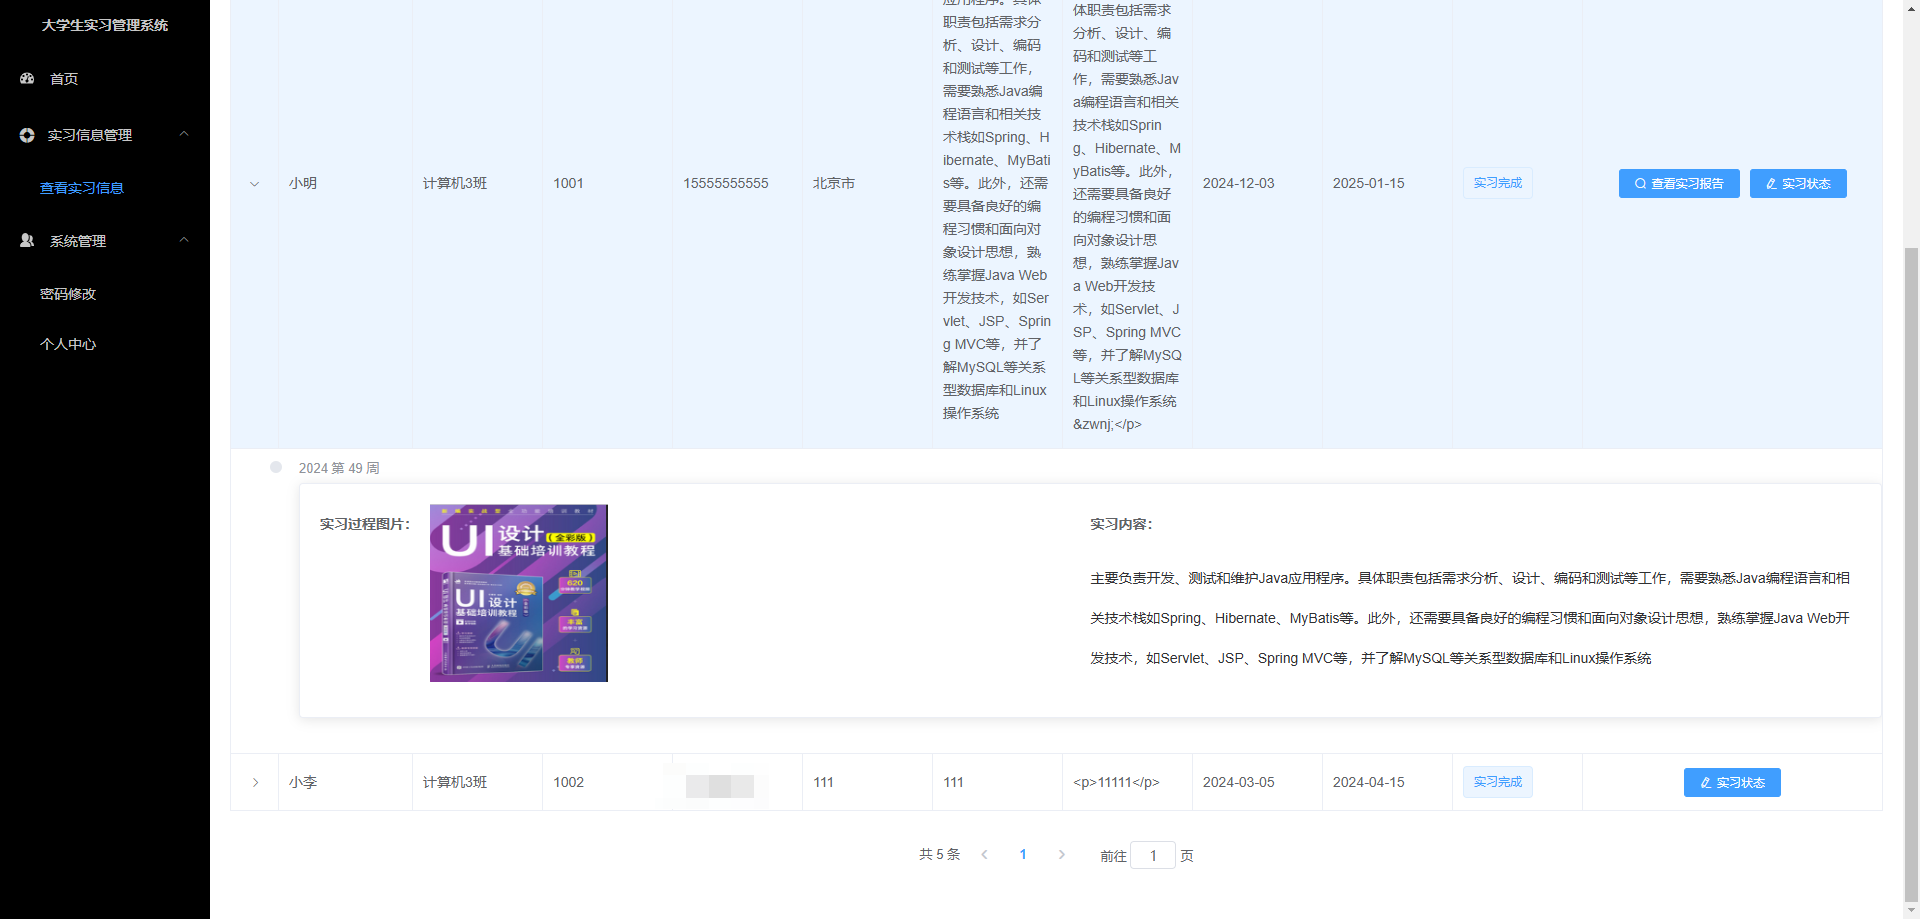 大学生实习管理系统
首页
实习信息管理
查看实习信息
系统管理
密码修改
个人中心
小明
计算机3班
1001
15555555555
北京市
职责包括需求分
析、设计、编码
和测试等工作，
需要熟悉Java编
程语言和相关技
术栈如Spring、H
ibernate、MyBati
s等。此外，还需
要具备良好的编
程习惯和面向对
象设计思想，熟
练掌握Java Web
开发技术，如Ser
vlet、JSP、Sprin
g MVC等，并了
解MySQL等关系
型数据库和Linux
操作系统
体职责包括需求
分析、设计、编
码和测试等工
作，需要熟悉Jav
a编程语言和相关
技术栈如Sprin
g、Hibernate、M
yBatis等。此外，
还需要具备良好
的编程习惯和面
向对象设计思
想，熟练掌握Jav
a Web开发技
术，如Servlet、J
SP、Spring MVC
等，并了解MySQ
L等关系型数据库
和Linux操作系统
&zwnj;</p>
2024-12-03
2025-01-15
实习完成
查看实习报告
实习状态
2024 第 49 周
实习过程图片：
UI设计
（全彩版）
基础培训教程
UI设计
基础培训教程
620
丰富
教师
实习内容：
主要负责开发、测试和维护Java应用程序。具体职责包括需求分析、设计、编码和测试等工作，需要熟悉Java编程语言和相
关技术栈如Spring、Hibernate、MyBatis等。此外，还需要具备良好的编程习惯和面向对象设计思想，熟练掌握Java Web开
发技术，如Servlet、JSP、Spring MVC等，并了解MySQL等关系型数据库和Linux操作系统
小李
计算机3班
1002
111
111
<p>11111</p>
2024-03-05
2024-04-15
实习完成
实习状态
共 5 条
1
前往 1 页